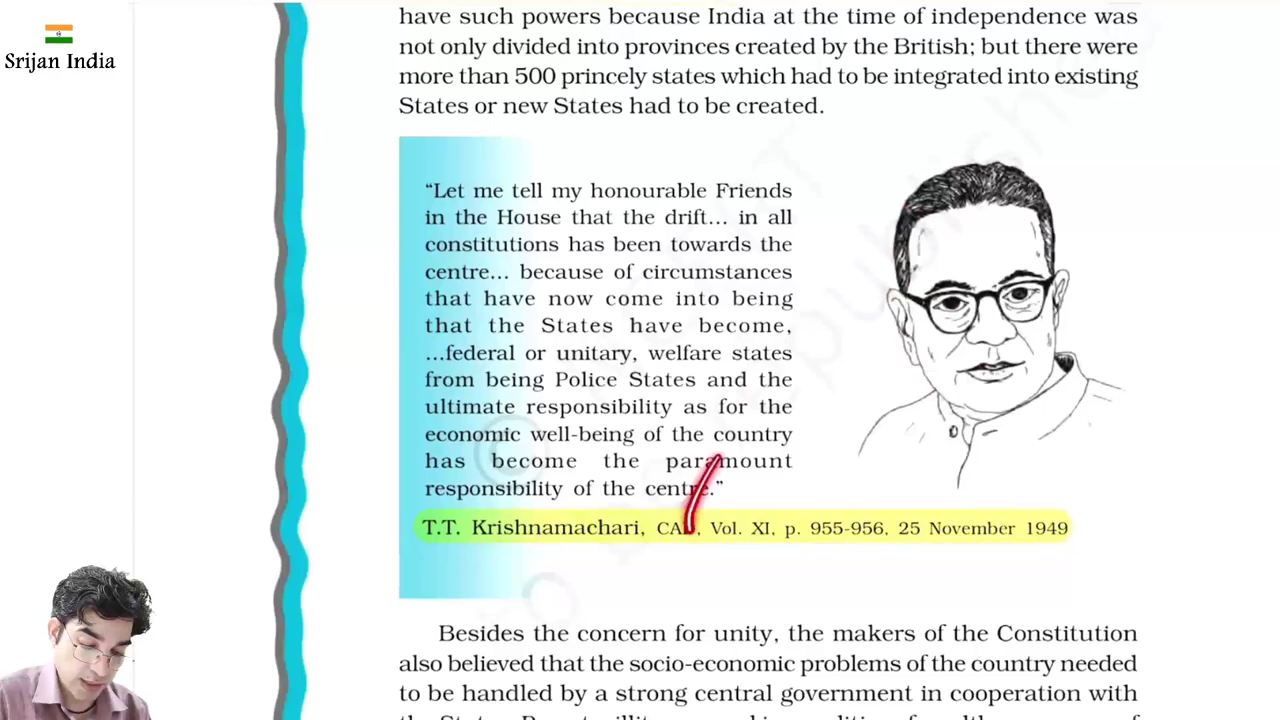 Srijan India
have such powers because India at the time of independence was
not only divided into provinces created by the British; but there were
more than 500 princely states which had to be integrated into existing
States or new States had to be created.
“Let me tell my honourable Friends
in the House that the drift... in all
constitutions has been towards the
centre... because of circumstances
that have now come into being
that the States have become,
...federal or unitary, welfare states
from being Police States and the
ultimate responsibility as for the
economic well-being of the country
has become the paramount
responsibility of the centre.”
T.T. Krishnamachari, CAD, Vol. XI, p. 955-956, 25 November 1949
Besides the concern for unity, the makers of the Constitution
also believed that the socio-economic problems of the country needed
to be handled by a strong central government in cooperation with